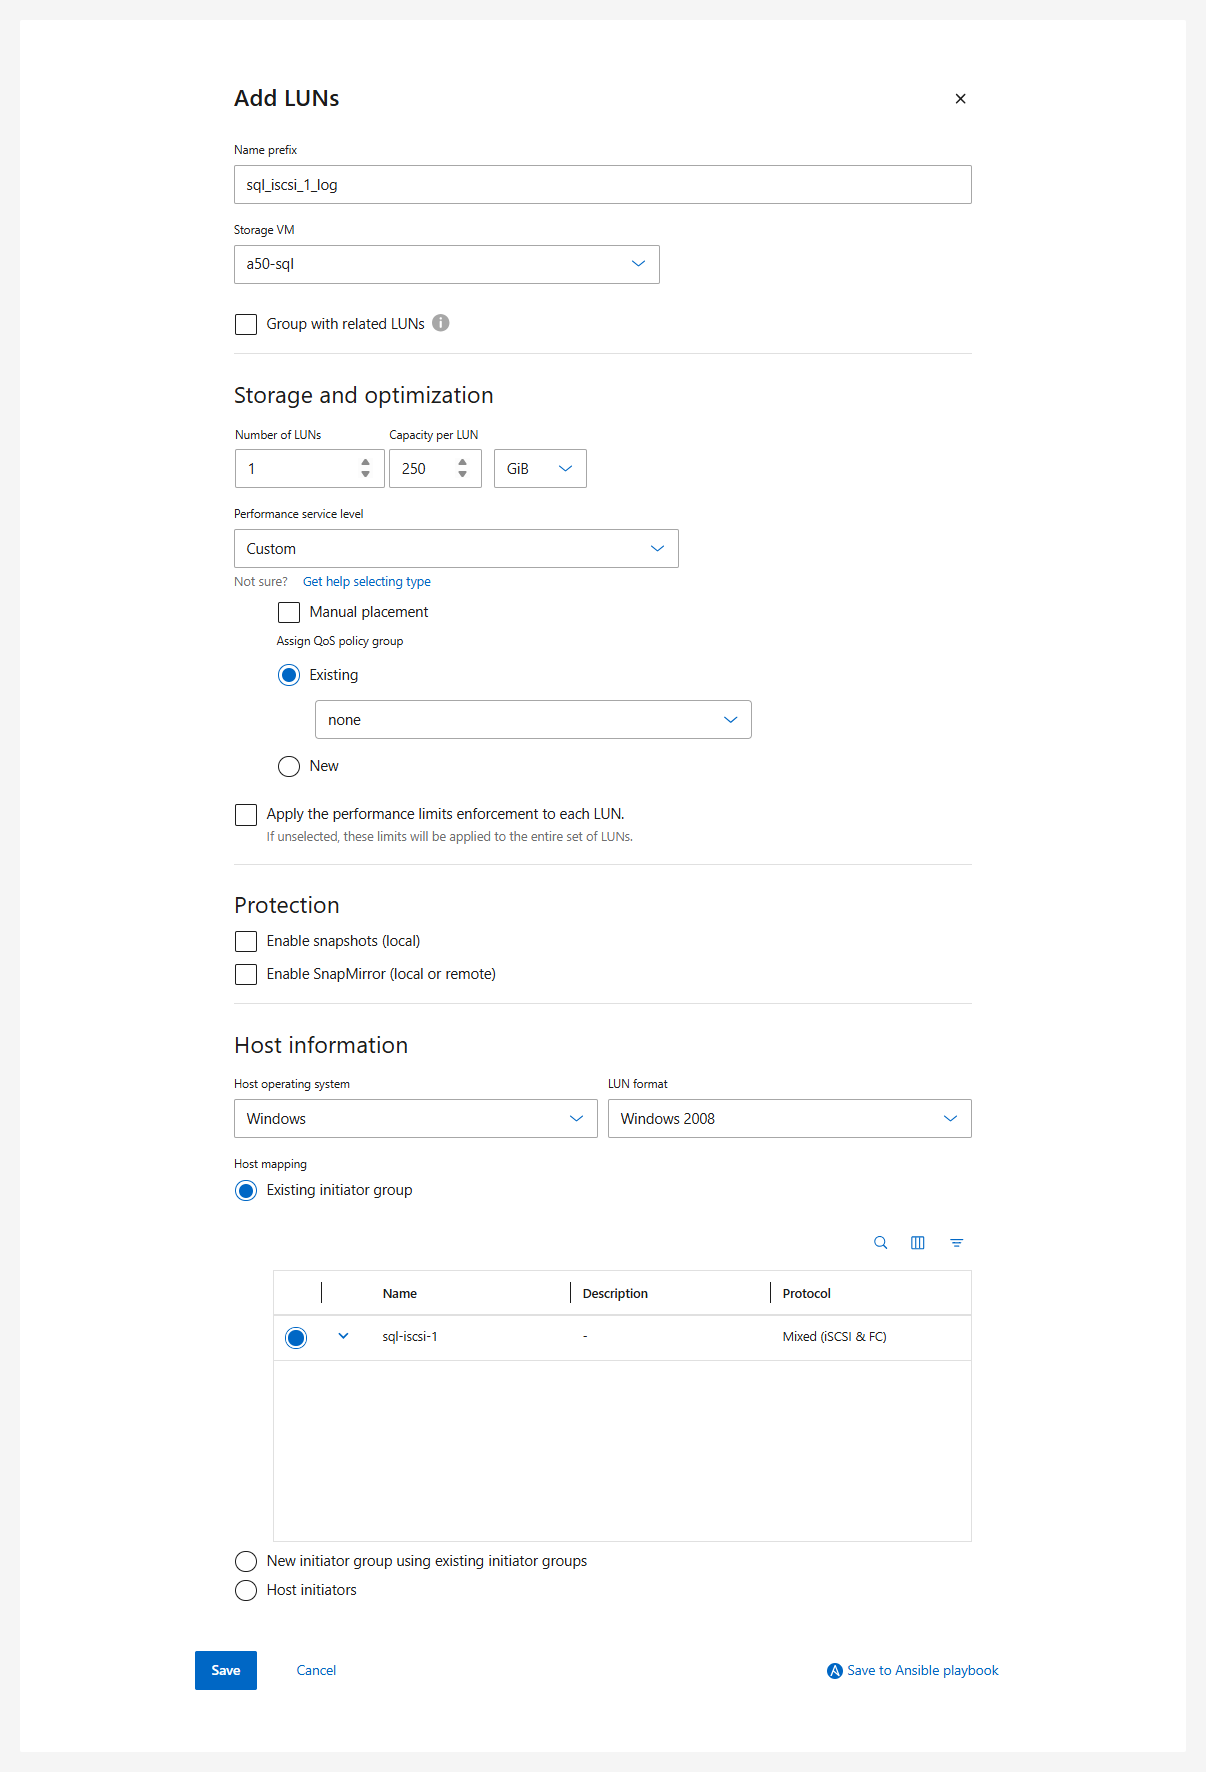 Add LUNs
Name prefix
sql_iscsi_1_log
Storage VM
a50-sql
Group with related LUNs
Storage and optimization
Number of LUNs Capacity per LUN
1 250 GiB
Performance service level
Custom
Not sure? Get help selecting type
Manual placement
Assign QoS policy group
Existing
none
New
Apply the performance limits enforcement to each LUN.
If unselected, these limits will be applied to the entire set of LUNs.
Protection
Enable snapshots (local)
Enable SnapMirror (local or remote)
Host information
Host operating system LUN format
Windows Windows 2008
Host mapping
Existing initiator group
Name Description Protocol
sql-iscsi-1 - Mixed (iSCSI & FC)
New initiator group using existing initiator groups
Host initiators
Save Cancel Save to Ansible playbook